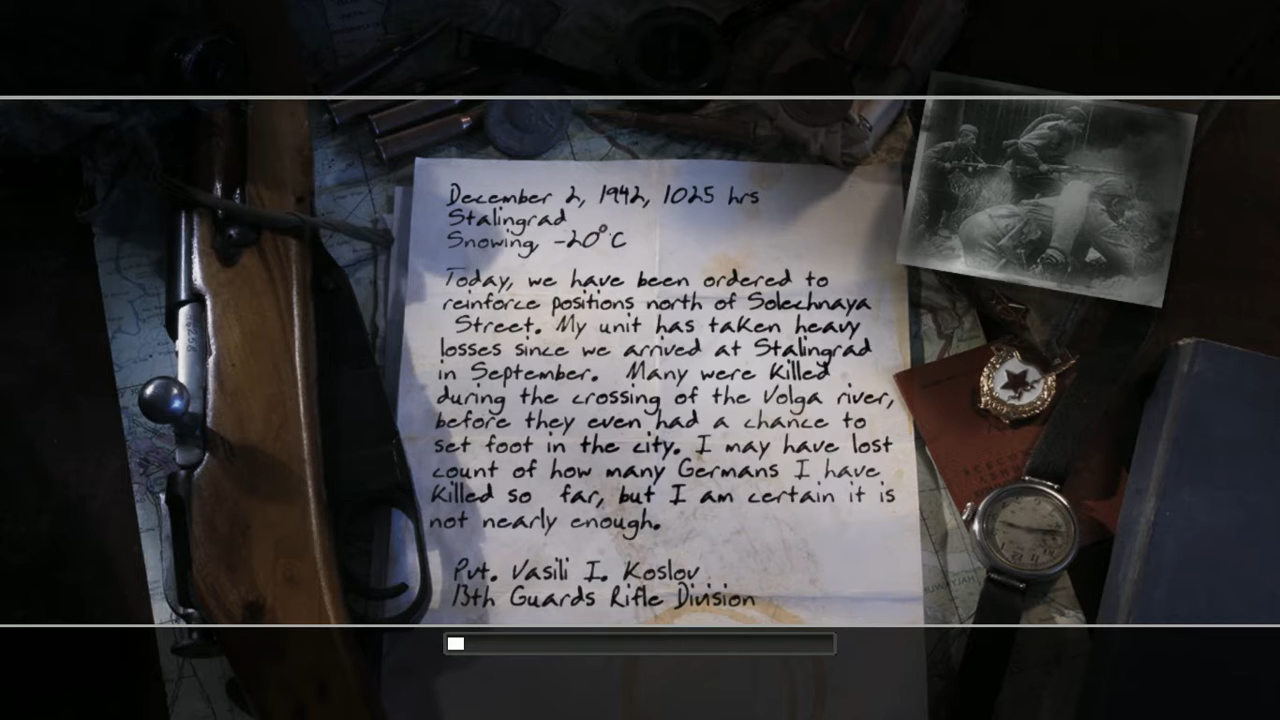 December 2, 1942, 1025 hrs
Stalingrad
Snowing, -20°C
Today, we have been ordered to
reinforce positions north of Solechnaya
Street. My unit has taken heavy
losses since we arrived at Stalingrad
in September. Many were killed
during the crossing of the Volga river,
before they even had a chance to
set foot in the city. I may have lost
count of how many Germans I have
killed so far, but I am certain it is
not nearly enough.
Pvt. Vasili I. Koslov
13th Guards Rifle Division